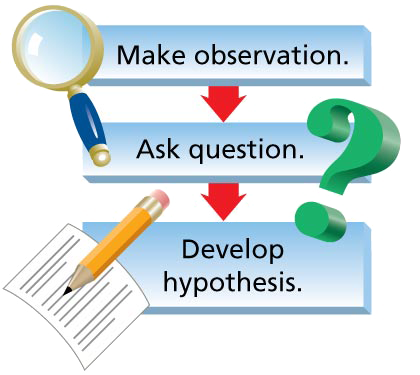 Make observation.
Ask question.
Develop
hypothesis.